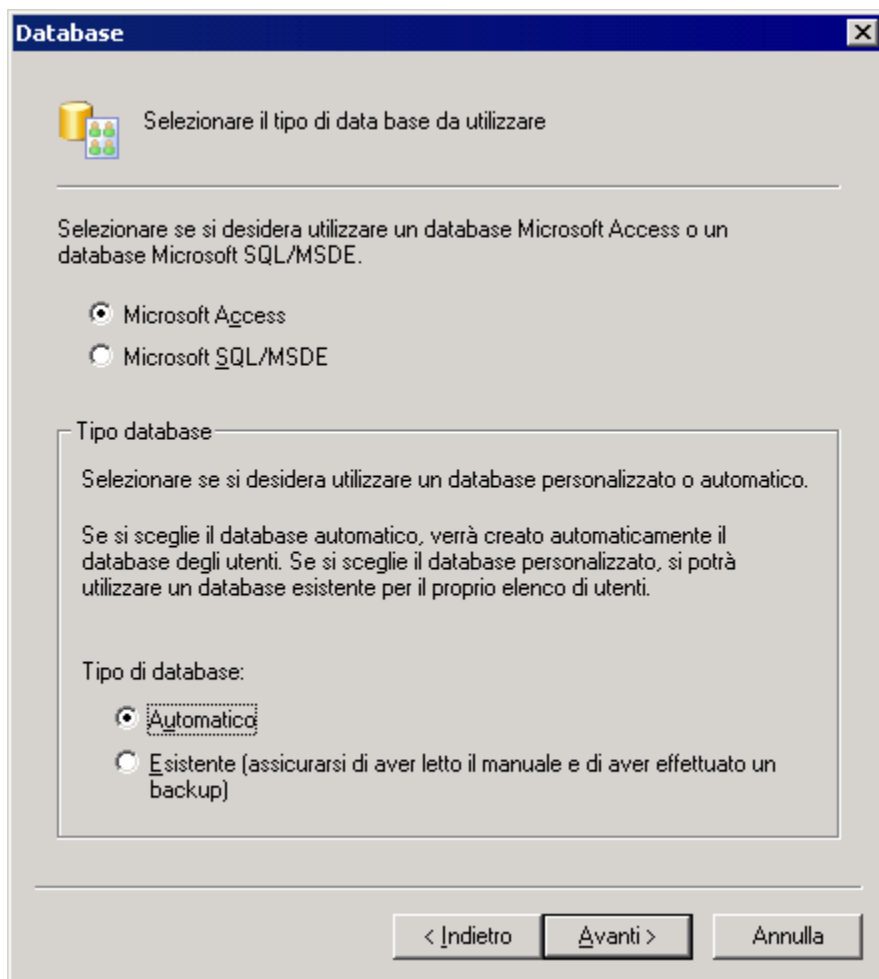 Database
Selezionare il tipo di data base da utilizzare
Selezionare se si desidera utilizzare un database Microsoft Access o un
database Microsoft SQL/MSDE.
Microsoft Access
Microsoft SQL/MSDE
Tipo database
Selezionare se si desidera utilizzare un database personalizzato o automatico.
Se si sceglie il database automatico, verrà creato automaticamente il
database degli utenti. Se si sceglie il database personalizzato, si potrà
utilizzare un database esistente per il proprio elenco di utenti.
Tipo di database:
Automatico
Esistente (assicurarsi di aver letto il manuale e di aver effettuato un
backup)
< Indietro
Avanti >
Annulla